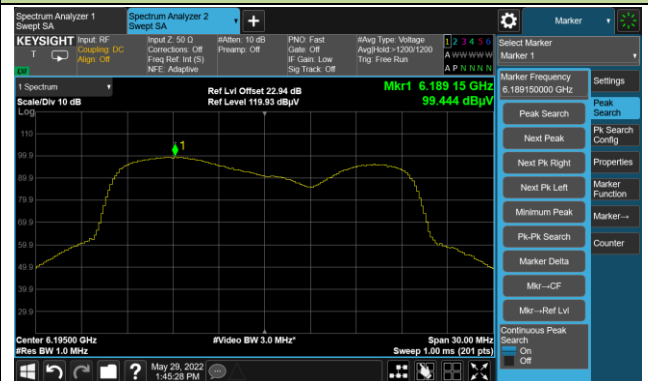 Spectrum Analyzer 1
Swept SA
Spectrum Analyzer 2
Swept SA
Marker
KEYSIGHT
Input: RF
Coupling: DC
Align: Off
Input Z: 50 Ω
Corrections: Off
Freq Ref: Int (S)
NFE: Adaptive
#Atten: 10 dB
Preamp: Off
PNO: Fast
Gate: Off
IF Gain: Low
Sig Track: Off
#Avg Type: Voltage
Avg|Hold:>1200/1200
Trig: Free Run
1 2 3 4 5 6
A W W W W W
A P N N N N
T
Select Marker
Marker 1
1 Spectrum
Scale/Div 10 dB
Log
Ref Lvl Offset 22.94 dB
Ref Level 119.93 dBµV
Mkr1 6.189 15 GHz
99.444 dBµV
1
110
99.9
89.9
79.9
69.9
59.9
49.9
39.9
29.9
Center 6.19500 GHz
#Res BW 1.0 MHz
#Video BW 3.0 MHz*
Span 30.00 MHz
Sweep 1.00 ms (201 pts)
Marker Frequency
6.189150000 GHz
Peak Search
Next Peak
Next Pk Right
Next Pk Left
Minimum Peak
Pk-Pk Search
Marker Delta
Mkr→CF
Mkr→Ref Lvl
Continuous Peak
Search
On
Off
Settings
Peak
Search
Pk Search
Config
Properties
Marker
Function
Marker→
Counter
?
May 29, 2022
1:45:28 PM